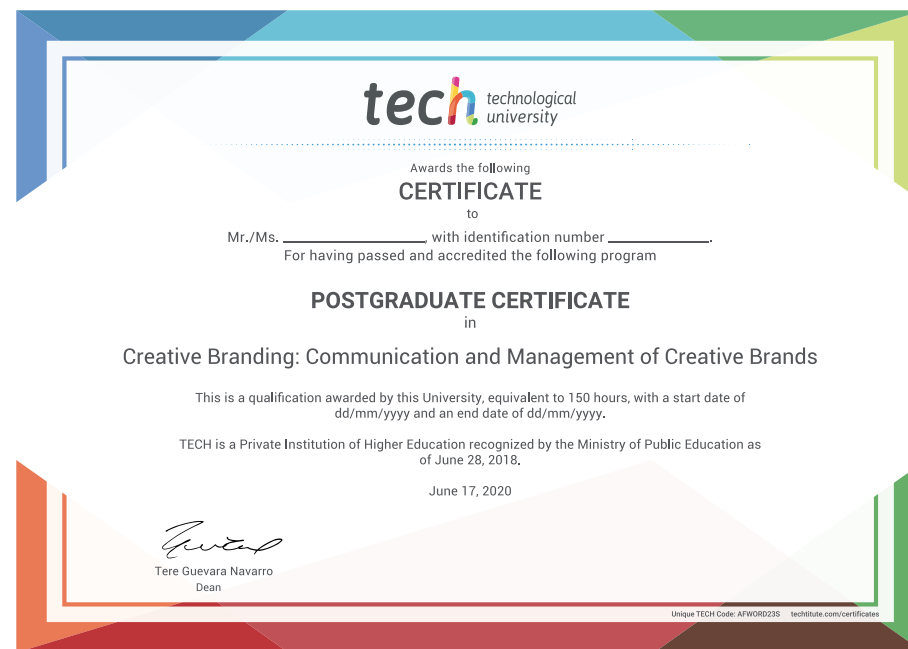 tech technological
university
Awards the following
CERTIFICATE
to
Mr./Ms. ____________________, with identification number ______________.
For having passed and accredited the following program
POSTGRADUATE CERTIFICATE
in
Creative Branding: Communication and Management of Creative Brands
This is a qualification awarded by this University, equivalent to 150 hours, with a start date of
dd/mm/yyyy and an end date of dd/mm/yyyy.
TECH is a Private Institution of Higher Education recognized by the Ministry of Public Education as
of June 28, 2018.
June 17, 2020
Tere Guevara Navarro
Dean
Unique TECH Code: AFWORD23S techtitute.com/certificates